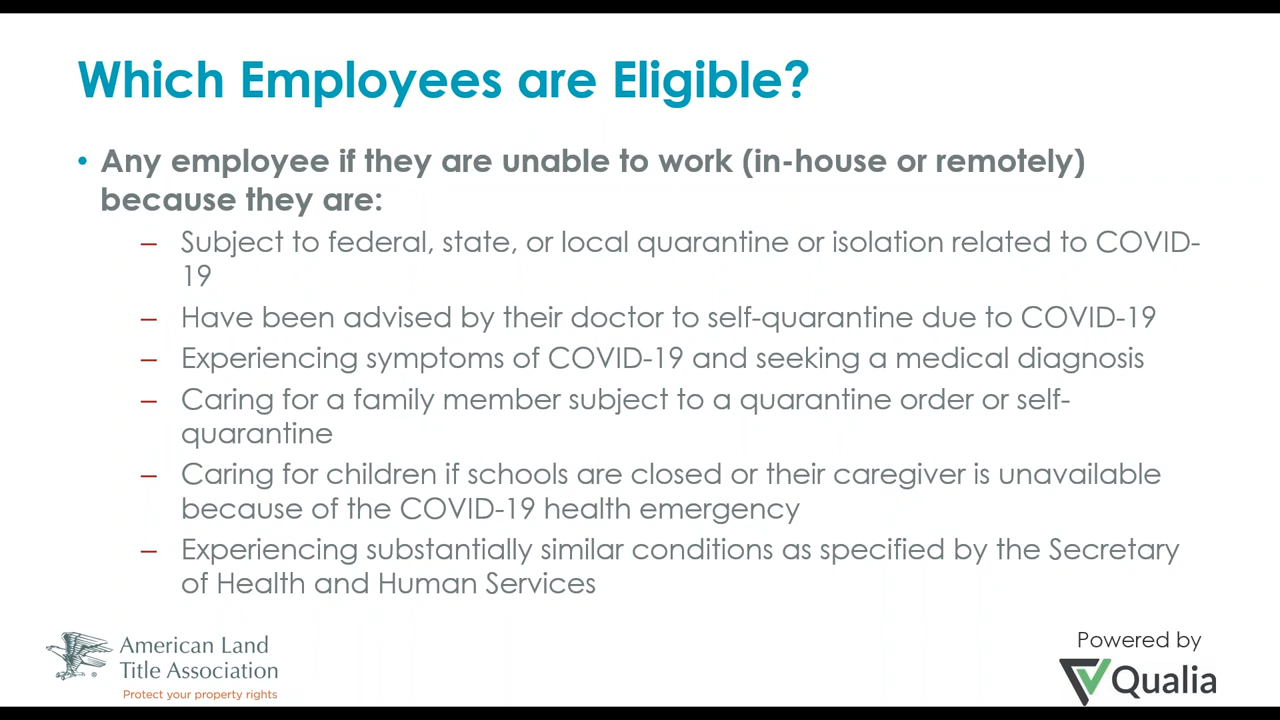 Which Employees are Eligible?
• Any employee if they are unable to work (in-house or remotely)
because they are:
– Subject to federal, state, or local quarantine or isolation related to COVID-
19
– Have been advised by their doctor to self-quarantine due to COVID-19
– Experiencing symptoms of COVID-19 and seeking a medical diagnosis
– Caring for a family member subject to a quarantine order or self-
quarantine
– Caring for children if schools are closed or their caregiver is unavailable
because of the COVID-19 health emergency
– Experiencing substantially similar conditions as specified by the Secretary
of Health and Human Services
American Land
Title Association
Protect your property rights
Powered by
Qualia